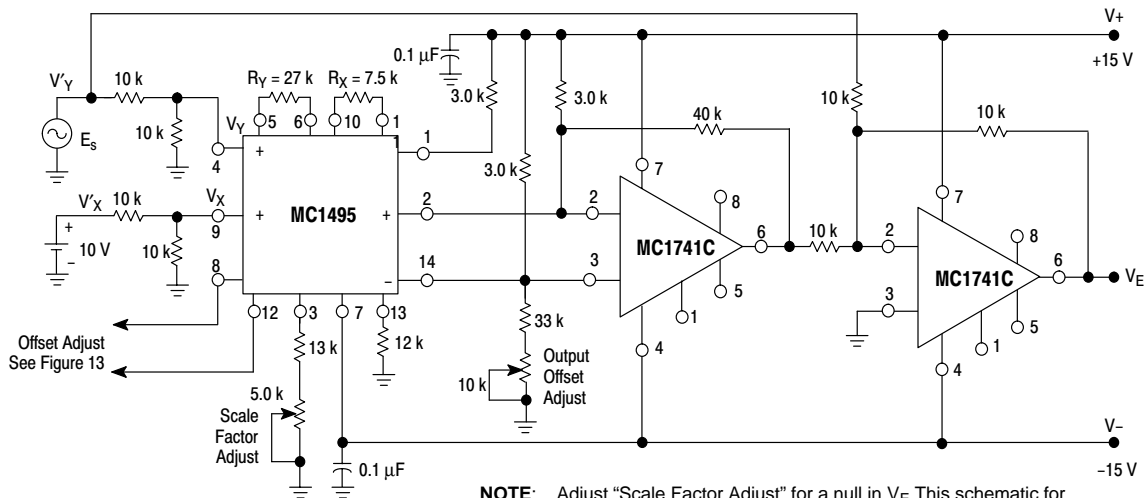 V+
+15 V
0.1 µF
V'Y
10 k
RY = 27 k
RX = 7.5 k
3.0 k
3.0 k
10 k
10 k
40 k
Es
10 k
VY
5
6
10
1
1
1
3.0 k
4
+
7
7
V'X
10 k
VX
MC1495
+
2
2
8
2
8
+
9
+
MC1741C
6
10 k
MC1741C
6
VE
10 V
–
10 k
8
–
14
3
5
3
5
12
3
7
13
1
1
4
4
Offset Adjust
See Figure 13
13 k
12 k
33 k
5.0 k
Scale
Factor
Adjust
10 k
Output
Offset
Adjust
V–
–15 V
0.1 µF
NOTE: Adjust “Scale Factor Adjust” for a null in VE. This schematic for